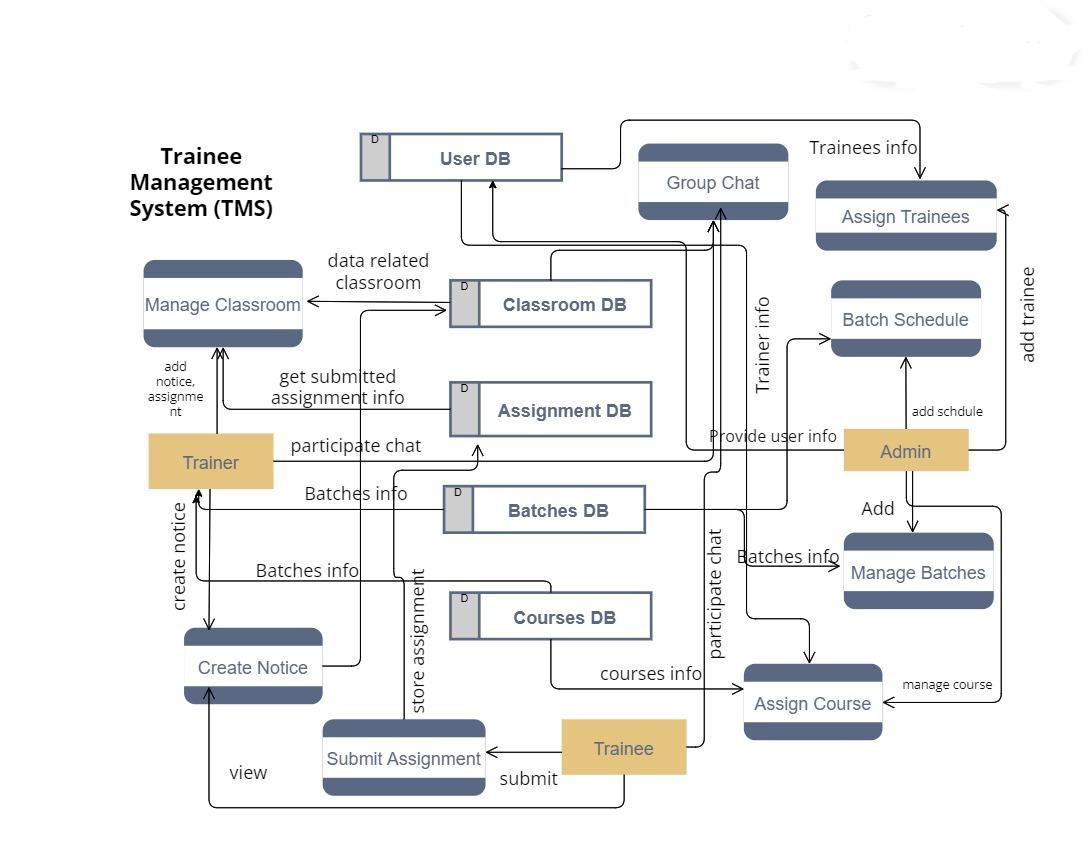 Trainee
Management
System (TMS)
D
User DB
Group Chat
Trainees info
Assign Trainees
data related
classroom
Manage Classroom
D
Classroom DB
Batch Schedule
Trainer info
add trainee
add
notice,
assignme
nt
get submitted
assignment info
D
Assignment DB
add schdule
participate chat
Provide user info
Trainer
Admin
Batches info
D
Batches DB
Add
create notice
participate chat
Batches info
Manage Batches
Batches info
D
Courses DB
store assignment
Create Notice
courses info
manage course
Assign Course
Submit Assignment
Trainee
view
submit